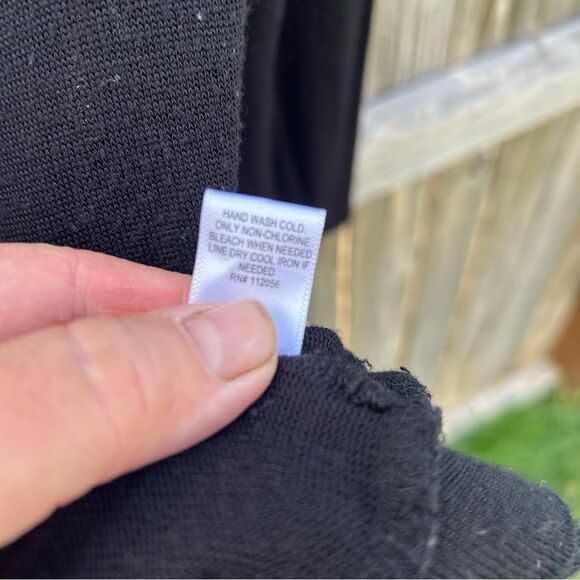 HAND WASH COLD.
ONLY NON-CHLORINE
BLEACH WHEN NEEDED
LINE DRY COOL IRON IF
NEEDED
RN# 112056